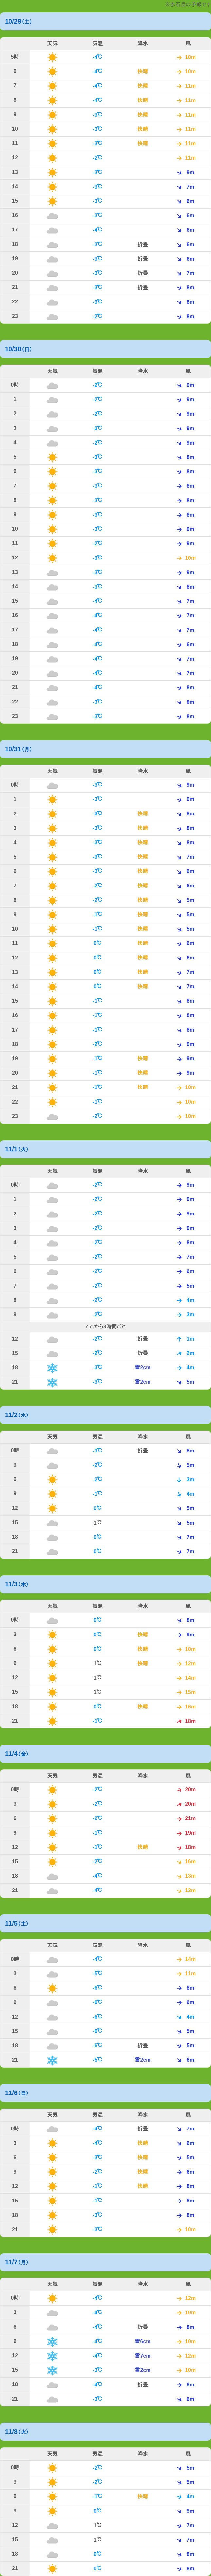 10/29(土)
天気 気温 降水 風
5時 -4℃ 10m
6 -4℃ 快晴 10m
7 -4℃ 快晴 11m
8 -4℃ 快晴 11m
9 -3℃ 快晴 11m
10 -3℃ 快晴 11m
11 -3℃ 快晴 11m
12 -2℃ 11m
13 -3℃ 9m
14 -3℃ 7m
15 -3℃ 6m
16 -3℃ 6m
17 -4℃ 6m
18 -3℃ 折曇 6m
19 -3℃ 折曇 6m
20 -3℃ 折曇 7m
21 -3℃ 折曇 8m
22 -3℃ 8m
23 -2℃ 8m
10/30(日)
天気 気温 降水 風
0時 -2℃ 9m
1 -2℃ 9m
2 -2℃ 9m
3 -2℃ 9m
4 -2℃ 9m
5 -3℃ 8m
6 -3℃ 8m
7 -3℃ 8m
8 -3℃ 8m
9 -3℃ 8m
10 -3℃ 9m
11 -2℃ 9m
12 -3℃ 10m
13 -3℃ 9m
14 -3℃ 8m
15 -4℃ 7m
16 -4℃ 7m
17 -4℃ 7m
18 -4℃ 6m
19 -4℃ 7m
20 -4℃ 7m
21 -4℃ 8m
22 -3℃ 8m
23 -3℃ 8m
10/31(月)
天気 気温 降水 風
0時 -3℃ 9m
1 -3℃ 9m
2 -3℃ 快晴 8m
3 -3℃ 快晴 8m
4 -3℃ 快晴 8m
5 -3℃ 快晴 7m
6 -3℃ 快晴 6m
7 -2℃ 快晴 6m
8 -2℃ 快晴 5m
9 -1℃ 快晴 5m
10 -1℃ 快晴 5m
11 0℃ 快晴 6m
12 0℃ 快晴 6m
13 0℃ 快晴 7m
14 0℃ 快晴 7m
15 -1℃ 8m
16 -1℃ 8m
17 -1℃ 8m
18 -2℃ 9m
19 -1℃ 快晴 9m
20 -1℃ 快晴 9m
21 -1℃ 快晴 10m
22 -1℃ 10m
23 -2℃ 10m
11/1(火)
天気 気温 降水 風
0時 -2℃ 9m
1 -2℃ 9m
2 -2℃ 9m
3 -2℃ 9m
4 -2℃ 8m
5 -2℃ 7m
6 -2℃ 6m
7 -2℃ 5m
8 -2℃ 4m
9 -2℃ 3m
ここから3時間ごと
12 -2℃ 折曇 1m
15 -2℃ 折曇 2m
18 -3℃ 雪2cm 4m
21 -3℃ 雪2cm 5m
11/2(水)
天気 気温 降水 風
0時 -3℃ 折曇 8m
3 -2℃ 5m
6 -2℃ 3m
9 -1℃ 4m
12 0℃ 5m
15 1℃ 5m
18 0℃ 7m
21 0℃ 7m
11/3(木)
天気 気温 降水 風
0時 0℃ 8m
3 0℃ 快晴 9m
6 0℃ 快晴 10m
9 1℃ 快晴 12m
12 1℃ 14m
15 1℃ 15m
18 0℃ 快晴 16m
21 -1℃ 18m
11/4(金)
天気 気温 降水 風
0時 -2℃ 20m
3 -2℃ 20m
6 -2℃ 21m
9 -1℃ 19m
12 -1℃ 快晴 18m
15 -2℃ 16m
18 -4℃ 13m
21 -4℃ 13m
11/5(土)
天気 気温 降水 風
0時 -4℃ 14m
3 -5℃ 11m
6 -6℃ 8m
9 -6℃ 6m
12 -6℃ 4m
15 -6℃ 5m
18 -6℃ 折曇 5m
21 -5℃ 雪2cm 6m
11/6(日)
天気 気温 降水 風
0時 -4℃ 折曇 7m
3 -4℃ 快晴 6m
6 -3℃ 快晴 5m
9 -2℃ 快晴 6m
12 -1℃ 快晴 8m
15 -1℃ 8m
18 -3℃ 8m
21 -3℃ 10m
11/7(月)
天気 気温 降水 風
0時 -4℃ 12m
3 -4℃ 10m
6 -4℃ 折曇 8m
9 -4℃ 雪6cm 10m
12 -4℃ 雪7cm 12m
15 -3℃ 雪2cm 10m
18 -4℃ 折曇 8m
21 -3℃ 6m
11/8(火)
天気 気温 降水 風
0時 -2℃ 5m
3 -2℃ 5m
6 -1℃ 快晴 4m
9 0℃ 5m
12 1℃ 7m
15 1℃ 7m
18 0℃ 8m
21 0℃ 8m